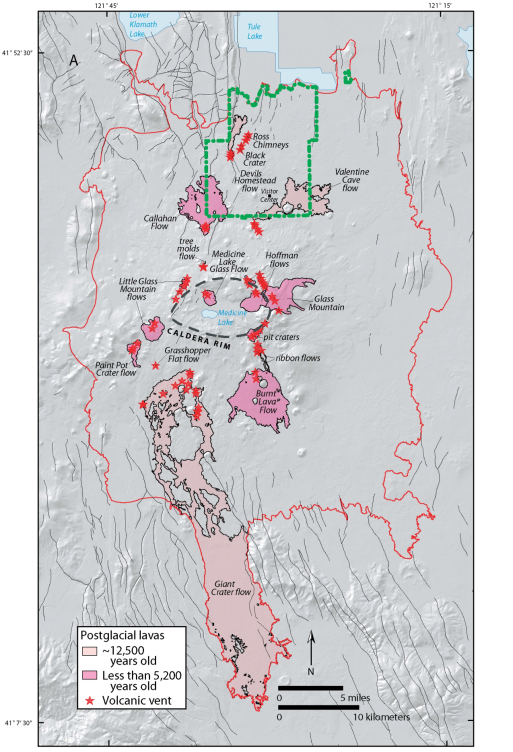 121° 45'
121° 15'
Lower
Klamath
Lake
Tule
Lake
41° 52' 30"
A
Ross
Chimneys
Black
Crater
Devils
Homestead
flow
Visitor
Center
Valentine
Cave
flow
Callahan
Flow
tree
molds
flow
Medicine
Lake
Glass Flow
Hoffman
flows
Little Glass
Mountain
flows
Glass
Mountain
Medicine
Lake
CALDERA RIM
pit craters
Grasshopper
Flat flow
ribbon flows
Paint Pot
Crater flow
Burnt
Lava
Flow
Giant
Crater flow
Postglacial lavas
~12,500
years old
Less than 5,200
years old
Volcanic vent
N
0 5 miles
0 10 kilometers
41° 7' 30"